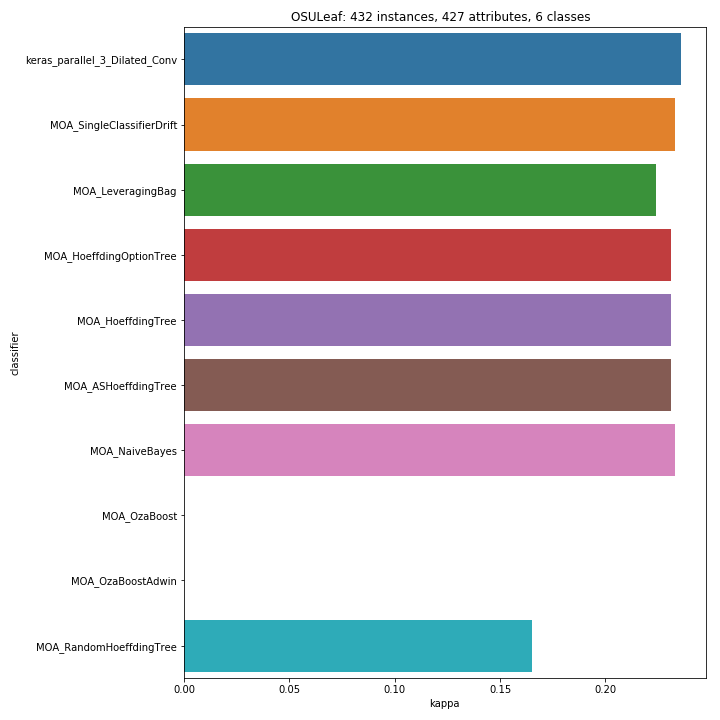 OSULeaf: 432 instances, 427 attributes, 6 classes
keras_parallel_3_Dilated_Conv
MOA_SingleClassifierDrift
MOA_LeveragingBag
MOA_HoeffdingOptionTree
MOA_HoeffdingTree
MOA_ASHoeffdingTree
MOA_NaiveBayes
MOA_OzaBoost
MOA_OzaBoostAdwin
MOA_RandomHoeffdingTree
classifier
0.00 0.05 0.10 0.15 0.20
kappa